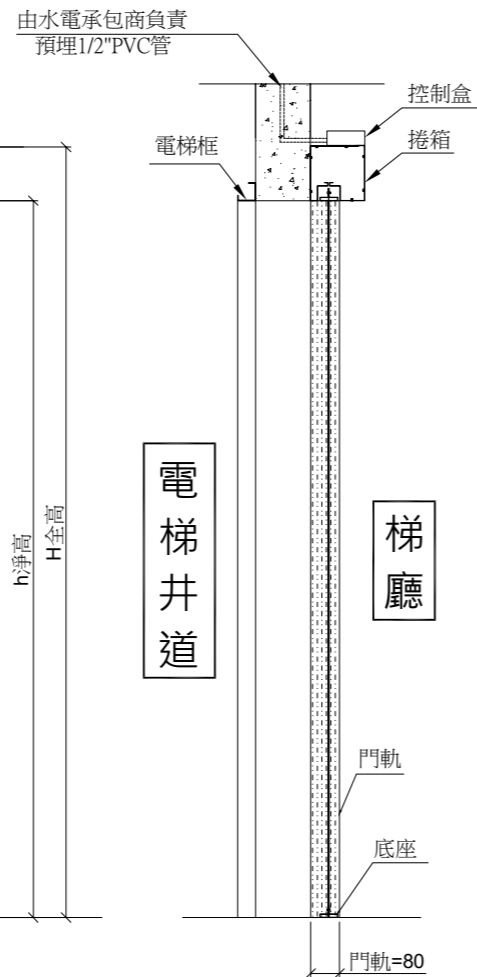 由水電承包商負責
預埋1/2"PVC管
控制盒
捲箱
電梯框
電梯井道
梯廳
h淨高
H全高
門軌
底座
門軌=80